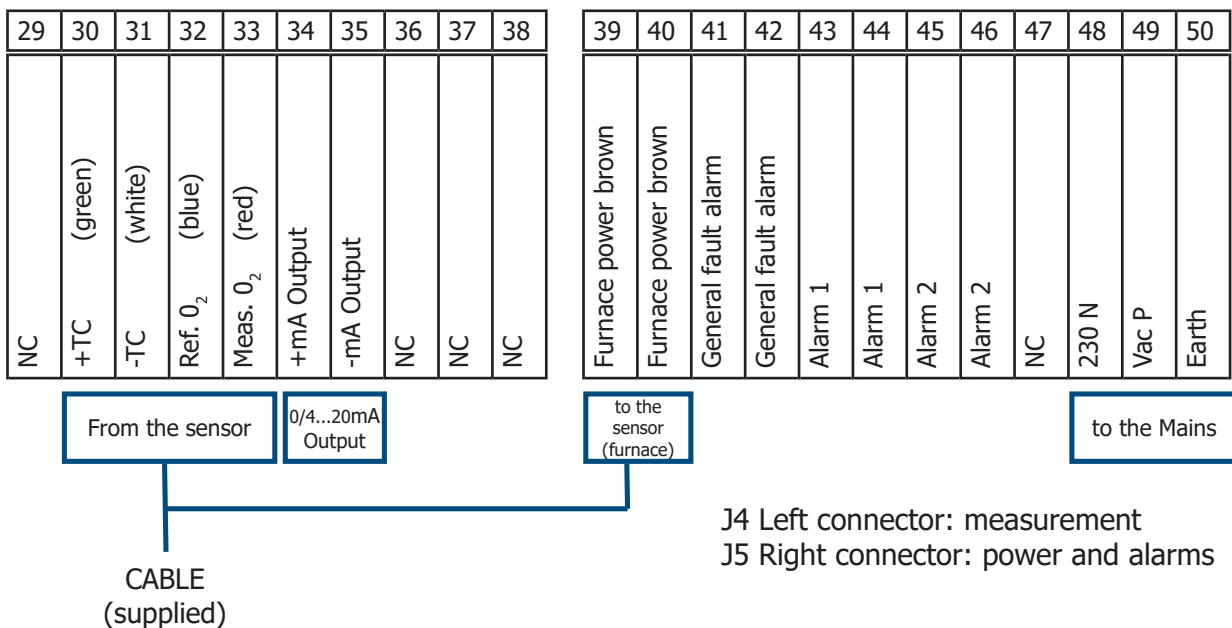 29 30 31 32 33 34 35 36 37 38
39 40 41 42 43 44 45 46 47 48 49 50
NC
+TC (green)
-TC (white)
Ref. 0₂ (blue)
Meas. 0₂ (red)
+mA Output
-mA Output
NC
NC
NC
Furnace power brown
Furnace power brown
General fault alarm
General fault alarm
Alarm 1
Alarm 1
Alarm 2
Alarm 2
NC
230 N
Vac P
Earth
From the sensor
0/4...20mA
Output
to the
sensor
(furnace)
to the Mains
CABLE
(supplied)
J4 Left connector: measurement
J5 Right connector: power and alarms